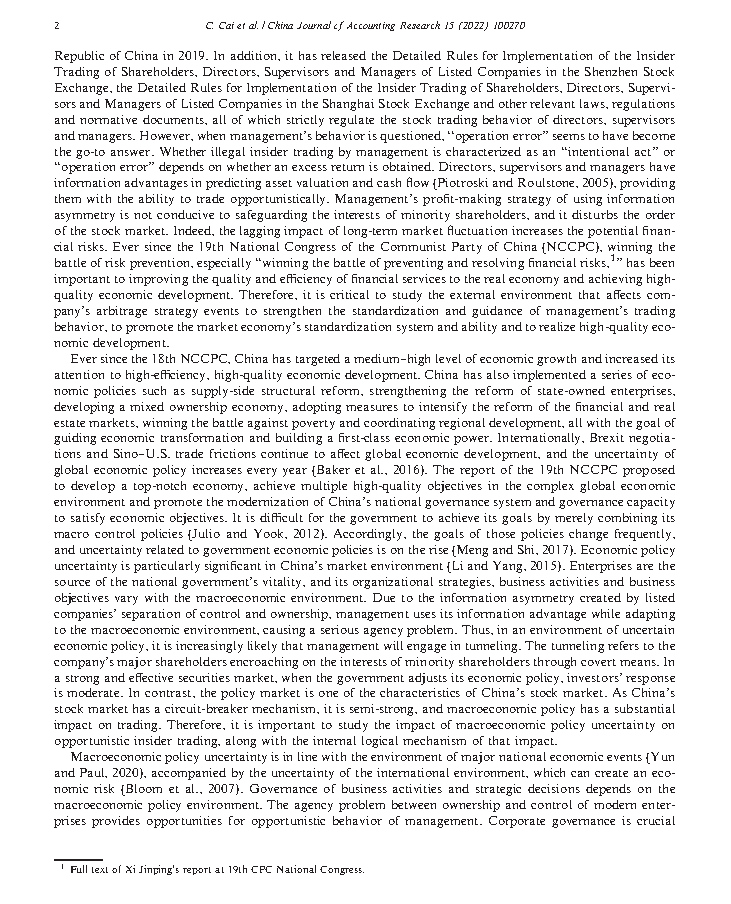 2 C. Cai et al. / China Journal of Accounting Research 15 (2022) 100270
Republic of China in 2019. In addition, it has released the Detailed Rules for Implementation of the Insider
Trading of Shareholders, Directors, Supervisors and Managers of Listed Companies in the Shenzhen Stock
Exchange, the Detailed Rules for Implementation of the Insider Trading of Shareholders, Directors, Supervi-
sors and Managers of Listed Companies in the Shanghai Stock Exchange and other relevant laws, regulations
and normative documents, all of which strictly regulate the stock trading behavior of directors, supervisors
and managers. However, when management's behavior is questioned, "operation error" seems to have become
the go-to answer. Whether illegal insider trading by management is characterized as an "intentional act" or
"operation error" depends on whether an excess return is obtained. Directors, supervisors and managers have
information advantages in predicting asset valuation and cash flow (Piotroski and Roulstone, 2005), providing
them with the ability to trade opportunistically. Management's profit-making strategy of using information
asymmetry is not conducive to safeguarding the interests of minority shareholders, and it disturbs the order
of the stock market. Indeed, the lagging impact of long-term market fluctuation increases the potential finan-
cial risks. Ever since the 19th National Congress of the Communist Party of China (NCCPC), winning the
battle of risk prevention, especially "winning the battle of preventing and resolving financial risks,1" has been
important to improving the quality and efficiency of financial services to the real economy and achieving high-
quality economic development. Therefore, it is critical to study the external environment that affects com-
pany's arbitrage strategy events to strengthen the standardization and guidance of management's trading
behavior, to promote the market economy's standardization system and ability and to realize high-quality eco-
nomic development.
Ever since the 18th NCCPC, China has targeted a medium–high level of economic growth and increased its
attention to high-efficiency, high-quality economic development. China has also implemented a series of eco-
nomic policies such as supply-side structural reform, strengthening the reform of state-owned enterprises,
developing a mixed ownership economy, adopting measures to intensify the reform of the financial and real
estate markets, winning the battle against poverty and coordinating regional development, all with the goal of
guiding economic transformation and building a first-class economic power. Internationally, Brexit negotia-
tions and Sino–U.S. trade frictions continue to affect global economic development, and the uncertainty of
global economic policy increases every year (Baker et al., 2016). The report of the 19th NCCPC proposed
to develop a top-notch economy, achieve multiple high-quality objectives in the complex global economic
environment and promote the modernization of China's national governance system and governance capacity
to satisfy economic objectives. It is difficult for the government to achieve its goals by merely combining its
macro control policies (Julio and Yook, 2012). Accordingly, the goals of those policies change frequently,
and uncertainty related to government economic policies is on the rise (Meng and Shi, 2017). Economic policy
uncertainty is particularly significant in China's market environment (Li and Yang, 2015). Enterprises are the
source of the national government's vitality, and its organizational strategies, business activities and business
objectives vary with the macroeconomic environment. Due to the information asymmetry created by listed
companies' separation of control and ownership, management uses its information advantage while adapting
to the macroeconomic environment, causing a serious agency problem. Thus, in an environment of uncertain
economic policy, it is increasingly likely that management will engage in tunneling. The tunneling refers to the
company's major shareholders encroaching on the interests of minority shareholders through covert means. In
a strong and effective securities market, when the government adjusts its economic policy, investors' response
is moderate. In contrast, the policy market is one of the characteristics of China's stock market. As China's
stock market has a circuit-breaker mechanism, it is semi-strong, and macroeconomic policy has a substantial
impact on trading. Therefore, it is important to study the impact of macroeconomic policy uncertainty on
opportunistic insider trading, along with the internal logical mechanism of that impact.
Macroeconomic policy uncertainty is in line with the environment of major national economic events (Yun
and Paul, 2020), accompanied by the uncertainty of the international environment, which can create an eco-
nomic risk (Bloom et al., 2007). Governance of business activities and strategic decisions depends on the
macroeconomic policy environment. The agency problem between ownership and control of modern enter-
prises provides opportunities for opportunistic behavior of management. Corporate governance is crucial
1 Full text of Xi Jinping's report at 19th CPC National Congress.